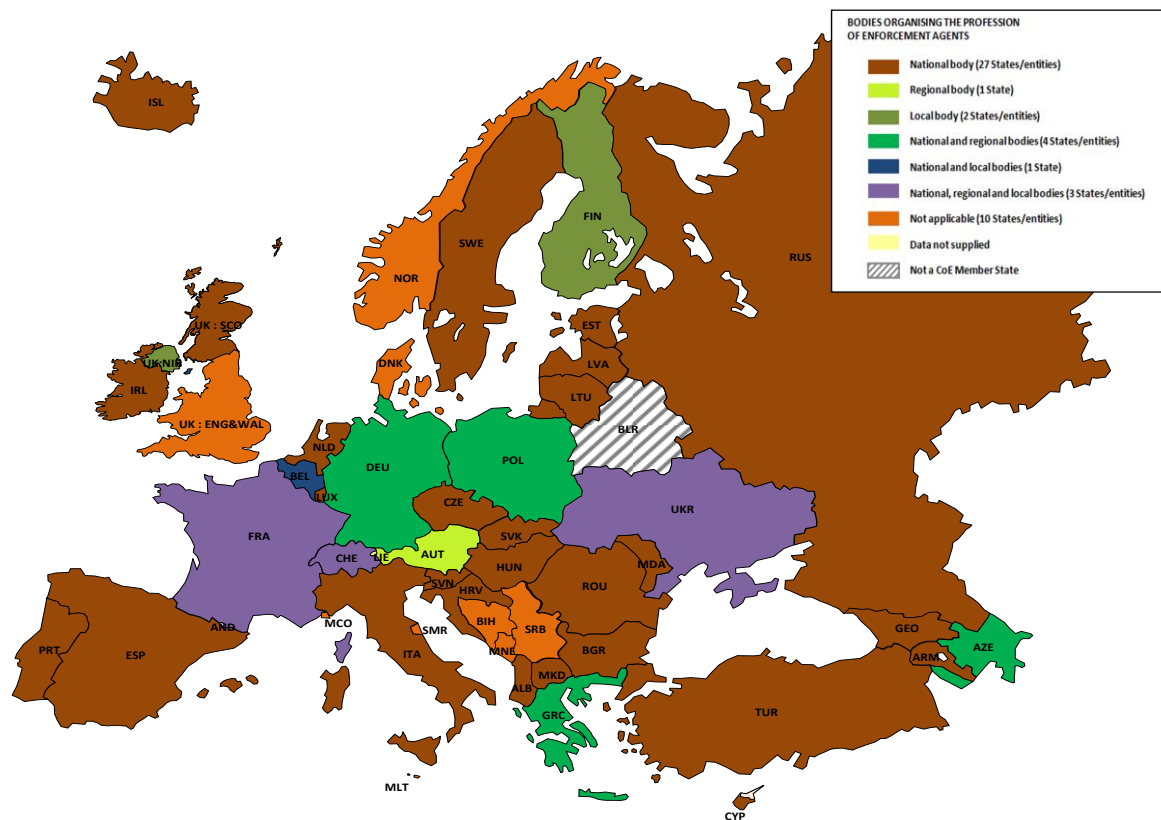 BODIES ORGANISING THE PROFESSION
OF ENFORCEMENT AGENTS
National body (27 States/entities)
Regional body (1 State)
Local body (2 States/entities)
National and regional bodies (4 States/entities)
National and local bodies (1 State)
National, regional and local bodies (3 States/entities)
Not applicable (10 States/entities)
Data not supplied
Not a CoE Member State
ISL
FIN
SWE
RUS
NOR
UK : SCO
EST
UK:NIR
DNK
LVA
IRL
LTU
UK : ENG&WAL
BLR
NLD
DEU
POL
BEL
LUX
CZE
UKR
FRA
SVK
CHE
LIE
AUT
HUN
MDA
SVN
ROU
HRV
BIH
AND
MCO
SMR
SRB
GEO
PRT
ESP
ITA
MNE
BGR
ARM
AZE
MKD
ALB
GRC
TUR
MLT
CYP